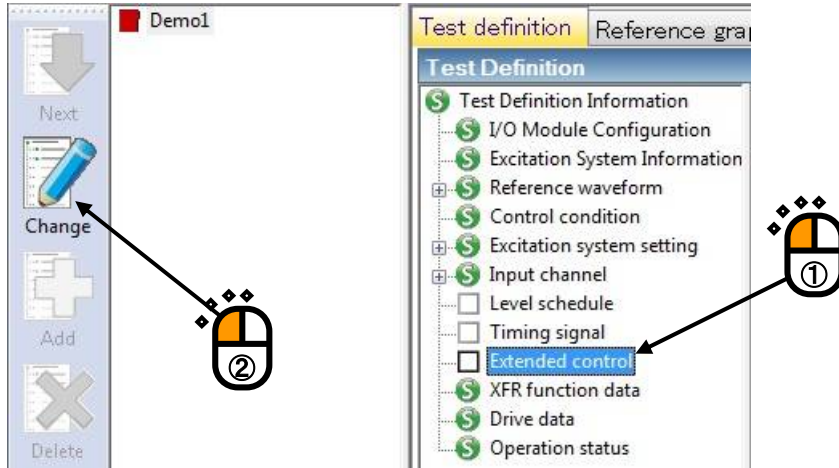 Next
Change
Add
Delete
Demo1
Test definition
Reference gra
Test Definition
Test Definition Information
I/O Module Configuration
Excitation System Information
Reference waveform
Control condition
Excitation system setting
Input channel
Level schedule
Timing signal
Extended control
XFR function data
Drive data
Operation status
①
②